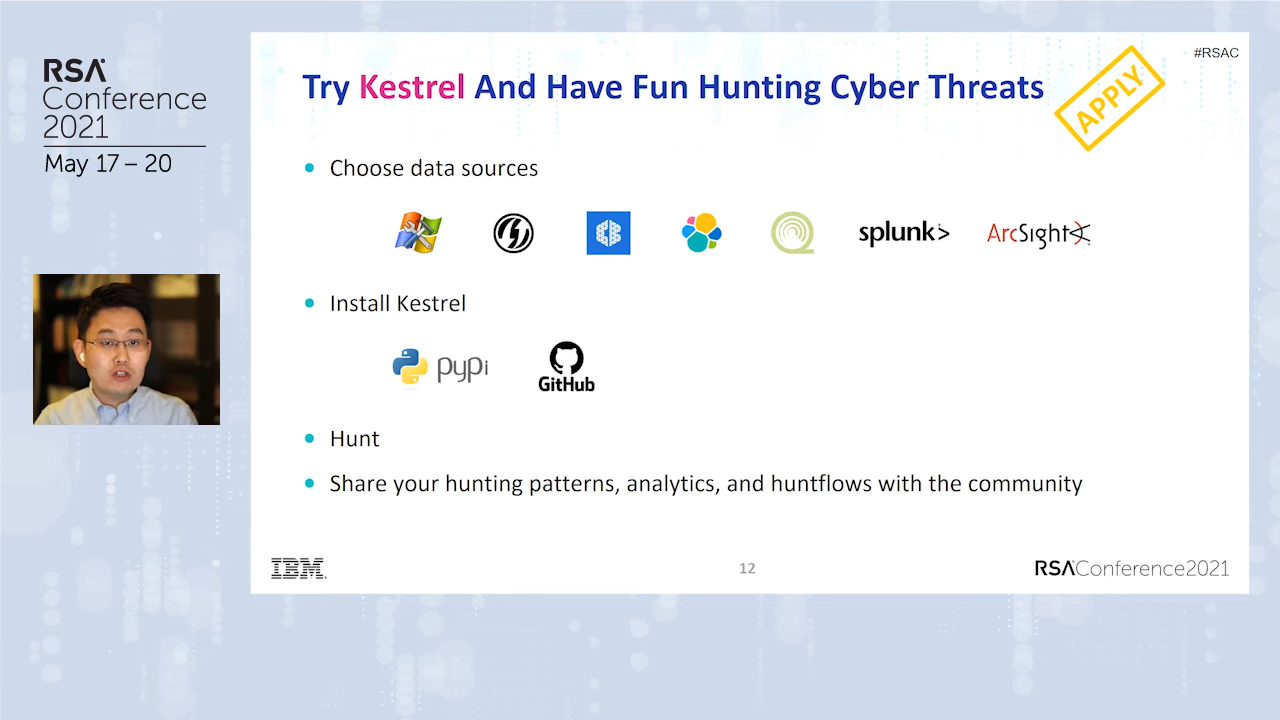 RSA
Conference
2021
May 17 – 20
#RSAC
Try Kestrel And Have Fun Hunting Cyber Threats
APPLY
• Choose data sources
CB
splunk>
ArcSight
• Install Kestrel
pypi
GitHub
• Hunt
• Share your hunting patterns, analytics, and huntflows with the community
IBM
12
RSAConference2021